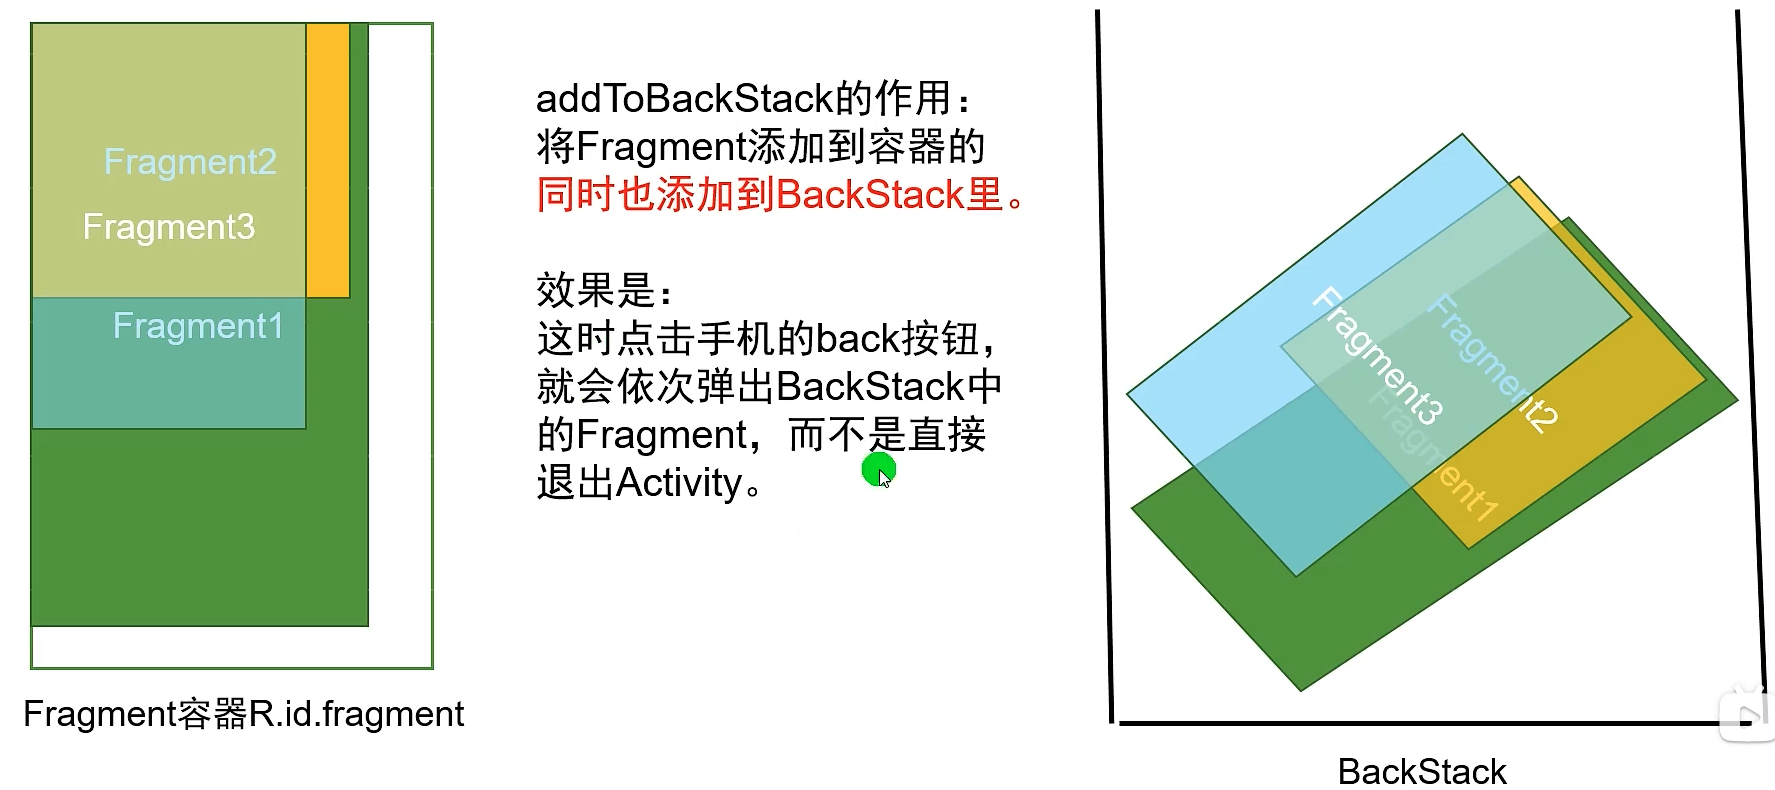 Fragment2
Fragment3
Fragment1
Fragment容器R.id.fragment
addToBackStack的作用：
将Fragment添加到容器的
同时也添加到BackStack里。
效果是：
这时点击手机的back按钮，
就会依次弹出BackStack中
的Fragment，而不是直接
退出Activity。
Fragment3
Fragment2
Fragment1
BackStack